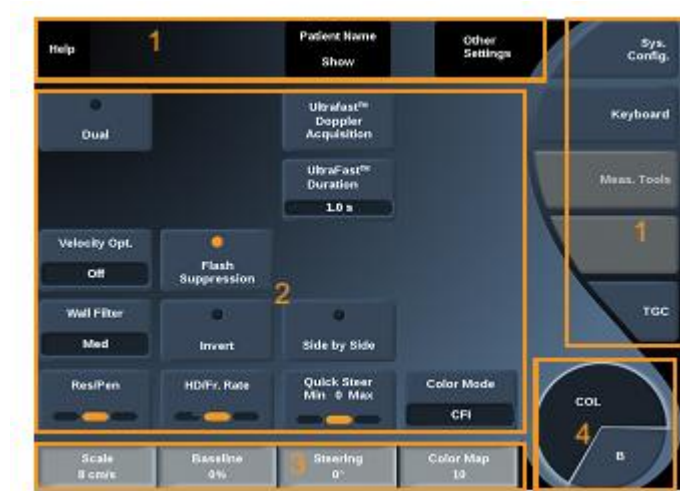 Help
1
Patient Name
Show
Other
Settings
Sys.
Config.
Dual
Ultrafast™
Doppler
Acquisition
Keyboard
UltraFast™
Duration
1.0 s
Meas. Tools
1
Velocity Opt.
Off
Flash
Suppression
2
Wall Filter
Med
Invert
Side by Side
TGC
Res/Pen
HD/Fr. Rate
Quick Steer
Min 0 Max
Color Mode
CFI
COL
4
B
Scale
8 cm/s
Baseline
0%
3
Steering
0°
Color Map
10